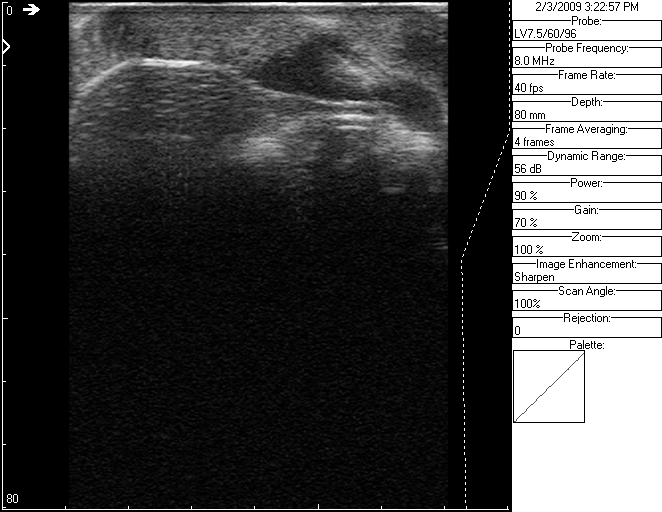 0
80
2/3/2009 3:22:57 PM
Probe:
LV7.5/60/96
Probe Frequency:
8.0 MHz
Frame Rate:
40 fps
Depth:
80 mm
Frame Averaging:
4 frames
Dynamic Range:
56 dB
Power:
90 %
Gain:
70 %
Zoom:
100 %
Image Enhancement:
Sharpen
Scan Angle:
100%
Rejection:
0
Palette: